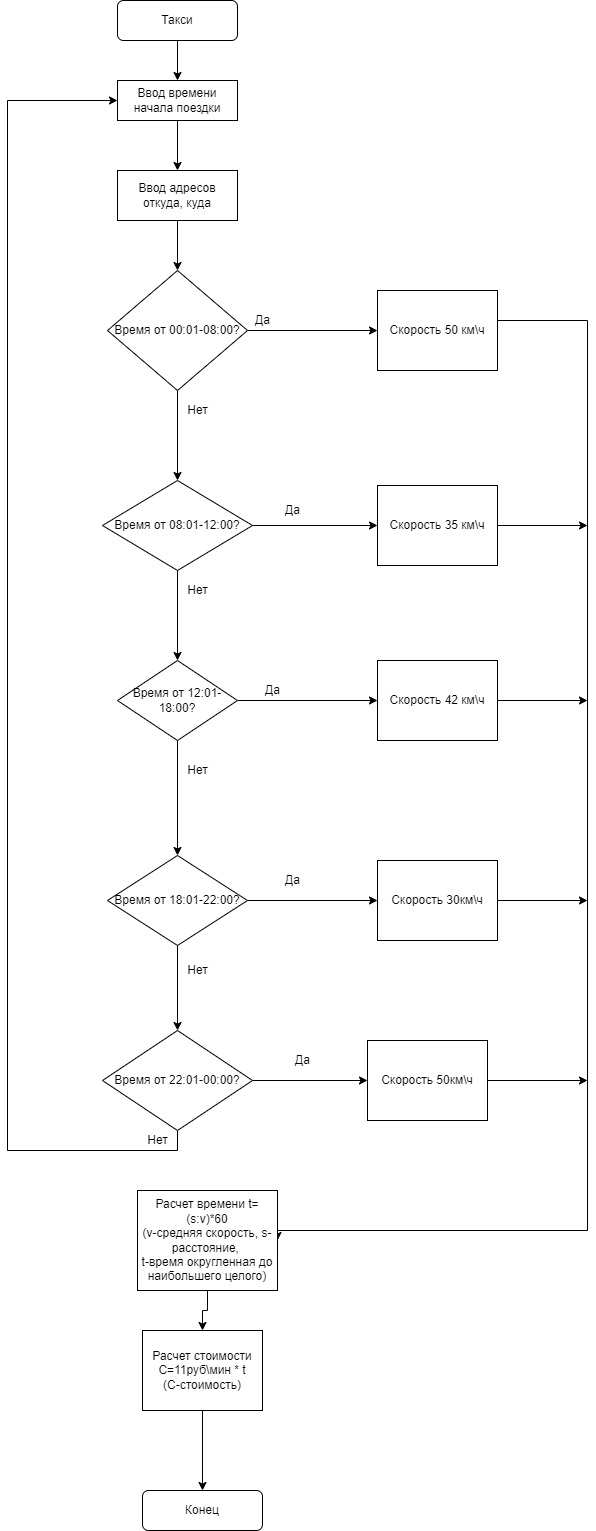 Такси
Ввод времени
начала поездки
Ввод адресов
откуда, куда
Время от 00:01-08:00?
Да
Скорость 50 км\ч
Нет
Время от 08:01-12:00?
Да
Скорость 35 км\ч
Нет
Время от 12:01-
18:00?
Да
Скорость 42 км\ч
Нет
Время от 18:01-22:00?
Да
Скорость 30км\ч
Нет
Время от 22:01-00:00?
Да
Скорость 50км\ч
Нет
Расчет времени t=
(s:v)*60
(v-средняя скорость, s-
расстояние,
t-время округленная до
наибольшего целого)
Расчет стоимости
C=11руб\мин * t
(С-стоимость)
Конец